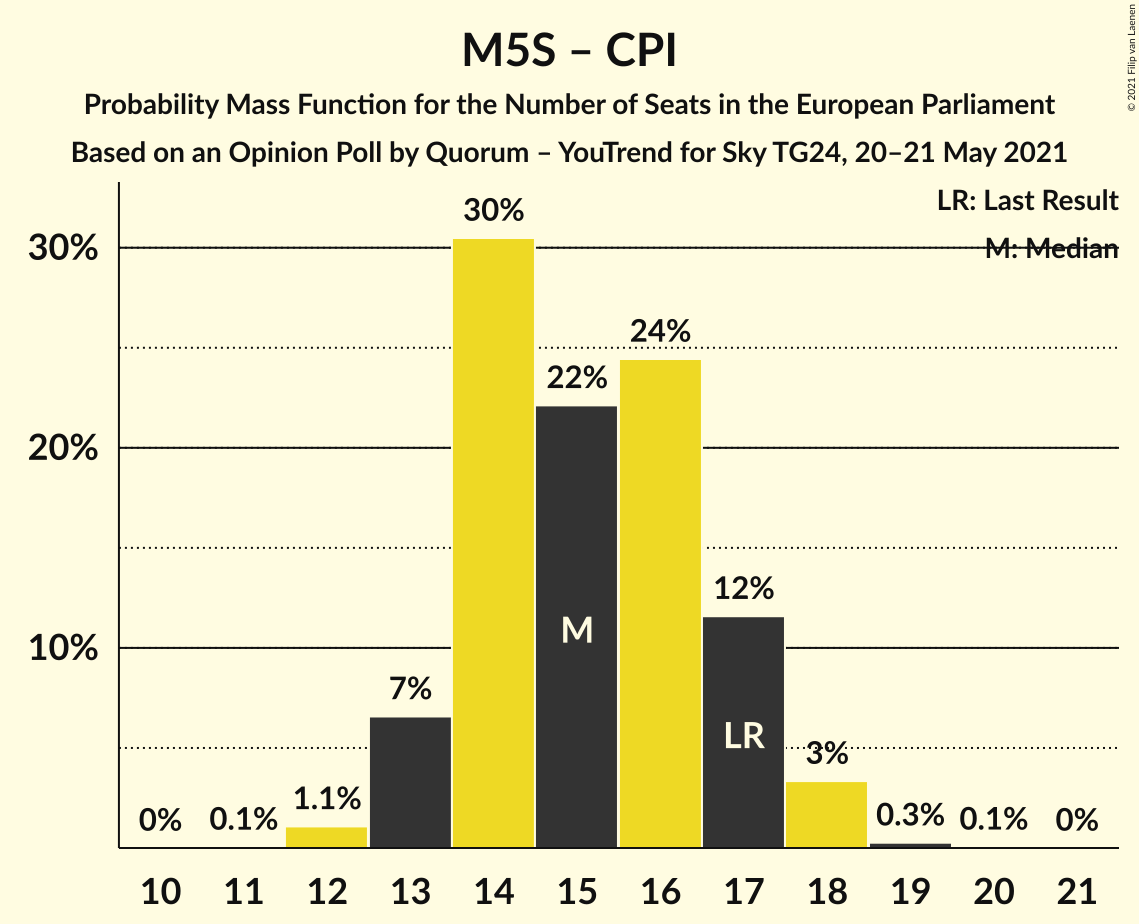 M5S – CPI
Probability Mass Function for the Number of Seats in the European Parliament
Based on an Opinion Poll by Quorum – YouTrend for Sky TG24, 20–21 May 2021
© 2021 Filip van Laenen
LR: Last Result
M: Median
30%
20%
10%
0%
0.1%
1.1%
7%
30%
22%
24%
12%
3%
0.3%
0.1%
0%
M
LR
10 11 12 13 14 15 16 17 18 19 20 21